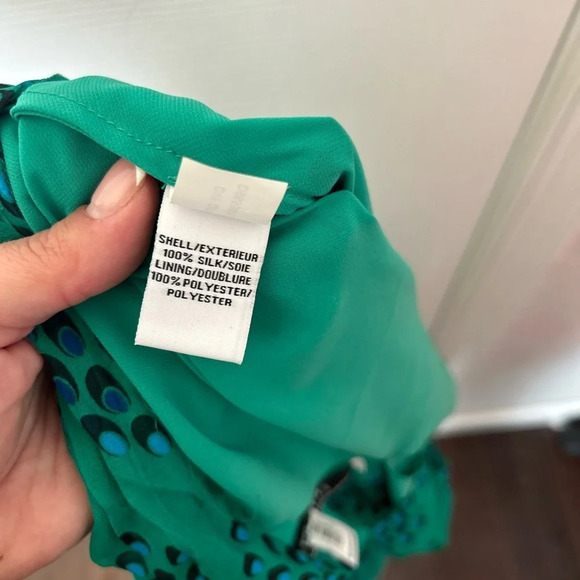 SHELL/EXTERIEUR
100% SILK/SOIE
LINING/DOUBLURE
100% POLYESTER/
POLYESTER